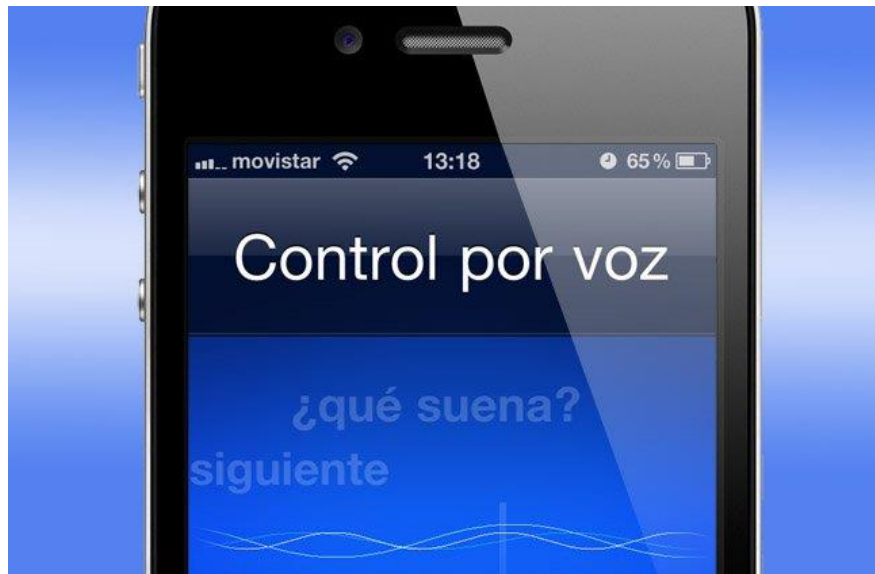 movistar 13:18 65%
Control por voz
¿qué suena?
siguiente